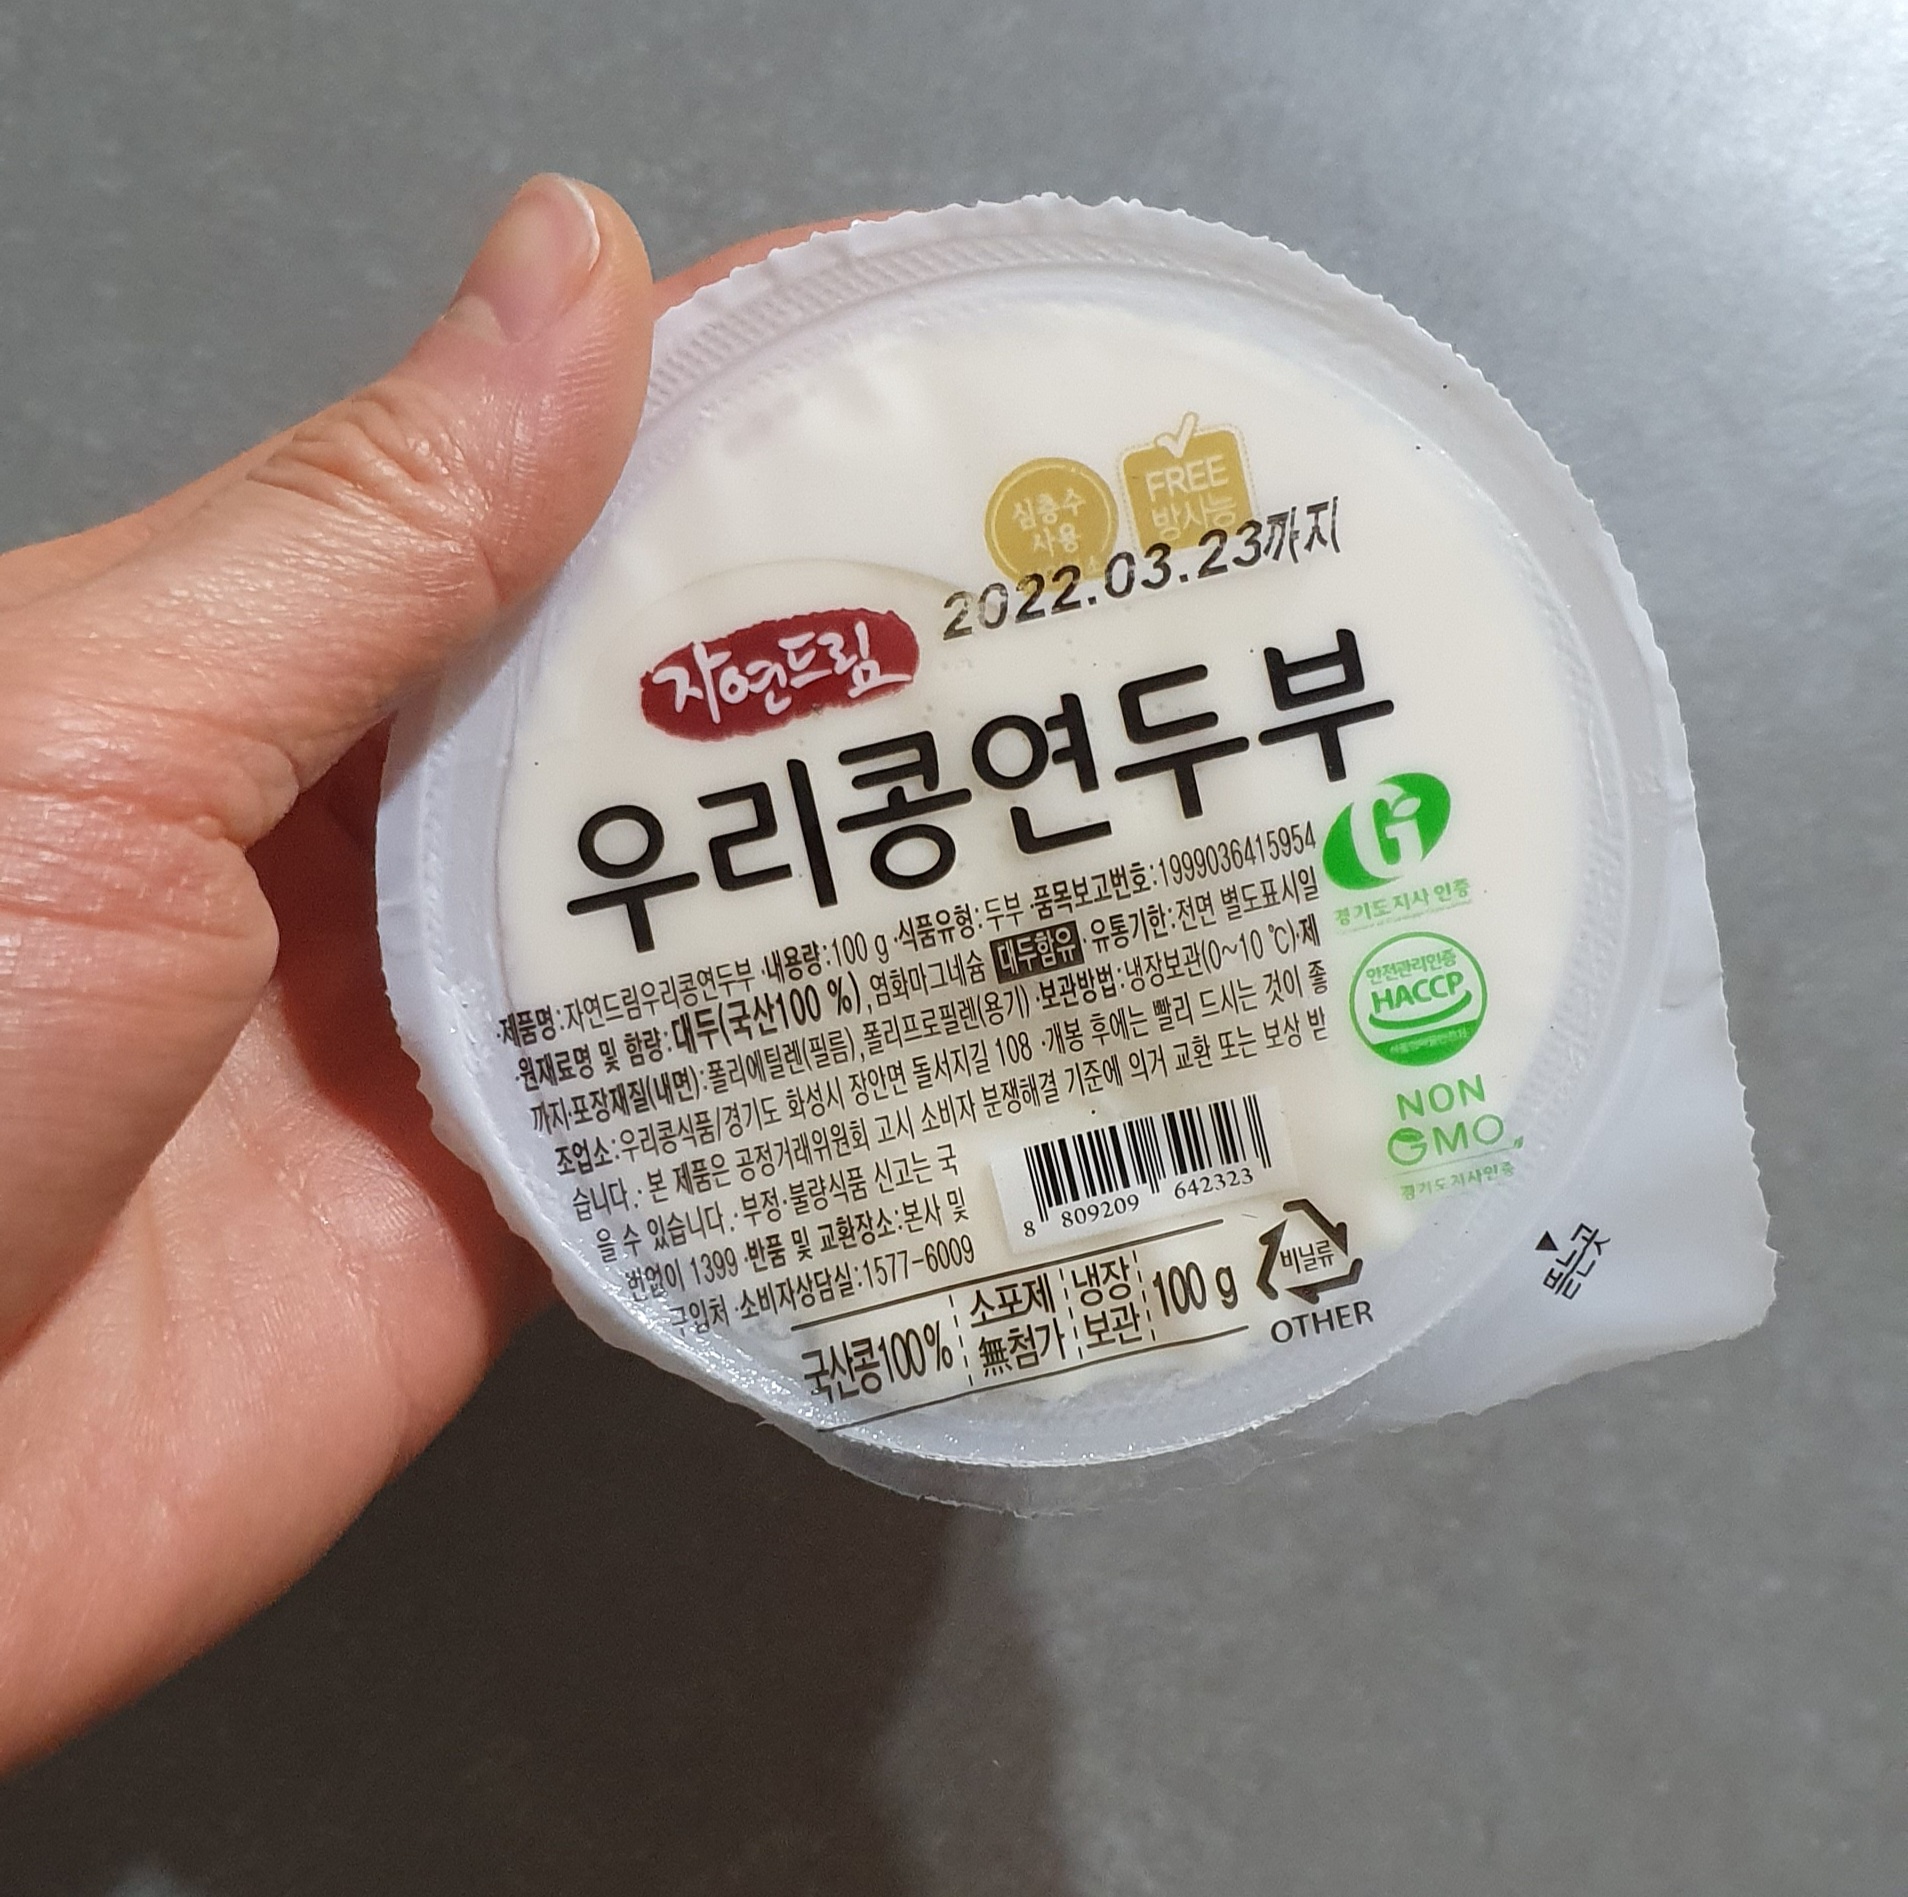 심층수
사용
FREE
방사능
2022.03.23까지
자연드림
우리콩연두부
·제품명:자연드림우리콩연두부 ·내용량:100 g ·식품유형:두부 ·품목보고번호:1999036415954
·원재료명 및 함량:대두(국산100 %),염화마그네슘 대두함유 ·유통기한:전면 별도표시일
까지·포장재질(내면):폴리에틸렌(필름),폴리프로필렌(용기) ·보관방법:냉장보관(0~10 ℃)·제
조업소:우리콩식품/경기도 화성시 장안면 돌서지길 108 ·개봉 후에는 빨리 드시는 것이 좋
습니다.·본 제품은 공정거래위원회 고시 소비자 분쟁해결 기준에 의거 교환 또는 보상 받
을 수 있습니다.·부정·불량식품 신고는 국
번없이 1399 ·반품 및 교환장소:본사 및
구입처 ·소비자상담실:1577-6009
경기도지사 인증
안전관리인증
HACCP
NON
GMO
경기도지사인증
8 809209 642323
국산콩100%
소포제
無첨가
냉장
보관
100 g
비닐류
OTHER
▲
뜯는곳